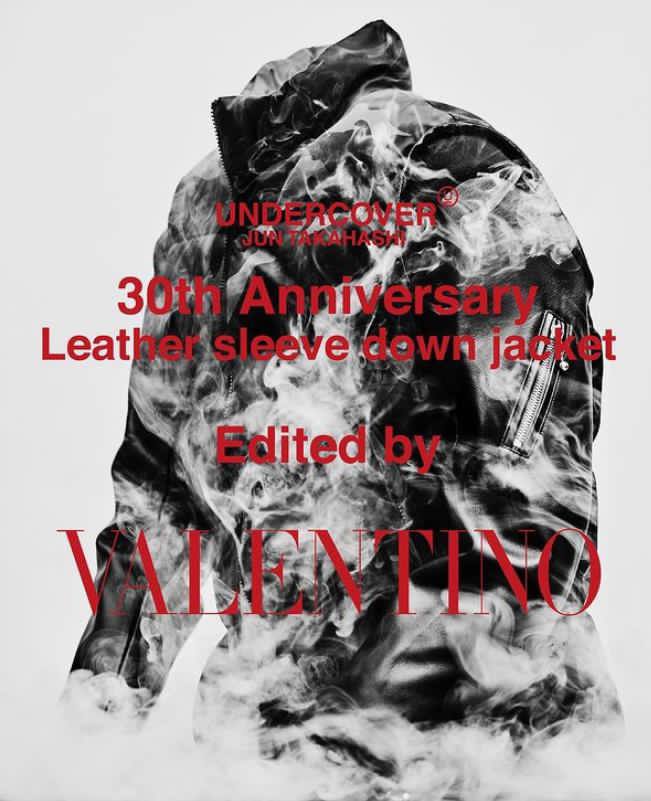 UNDERCOVER
JUN TAKAHASHI
30th Anniversary
Leather sleeve down jacket
Edited by
VALENTINO